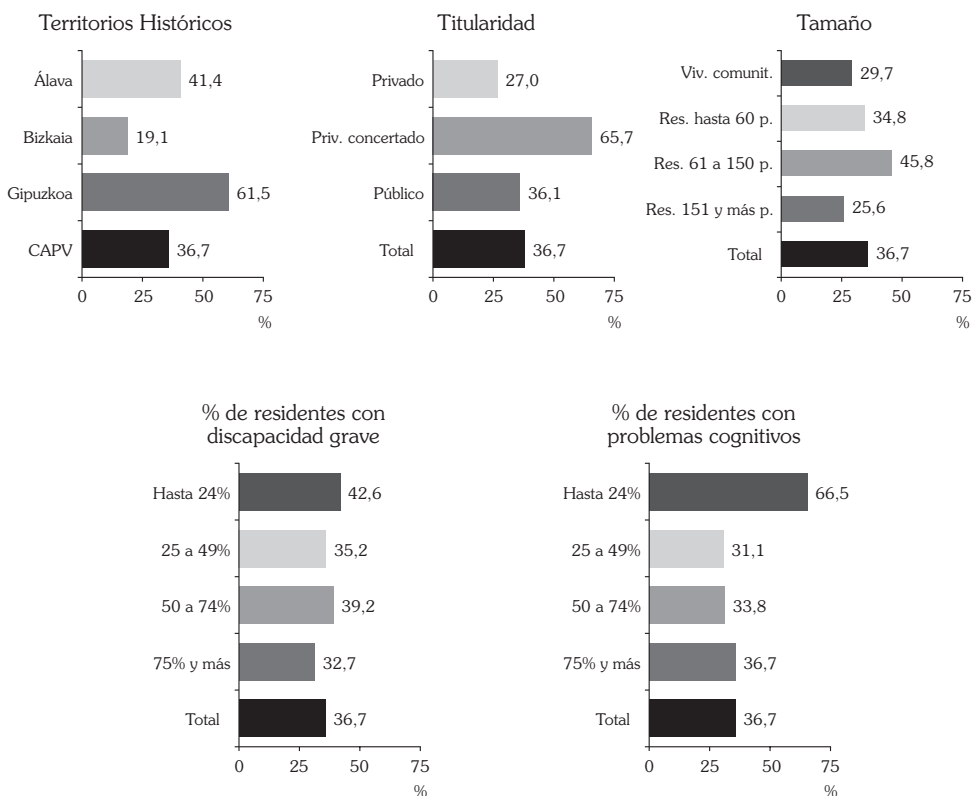 Territorios Históricos
Álava
41,4
Bizkaia
19,1
Gipuzkoa
61,5
CAPV
36,7
0 25 50 75
%
Titularidad
Privado
27,0
Priv. concertado
65,7
Público
36,1
Total
36,7
0 25 50 75
%
Tamaño
Viv. comunit.
29,7
Res. hasta 60 p.
34,8
Res. 61 a 150 p.
45,8
Res. 151 y más p.
25,6
Total
36,7
0 25 50 75
%
% de residentes con
discapacidad grave
Hasta 24%
42,6
25 a 49%
35,2
50 a 74%
39,2
75% y más
32,7
Total
36,7
0 25 50 75
%
% de residentes con
problemas cognitivos
Hasta 24%
66,5
25 a 49%
31,1
50 a 74%
33,8
75% y más
36,7
Total
36,7
0 25 50 75
%